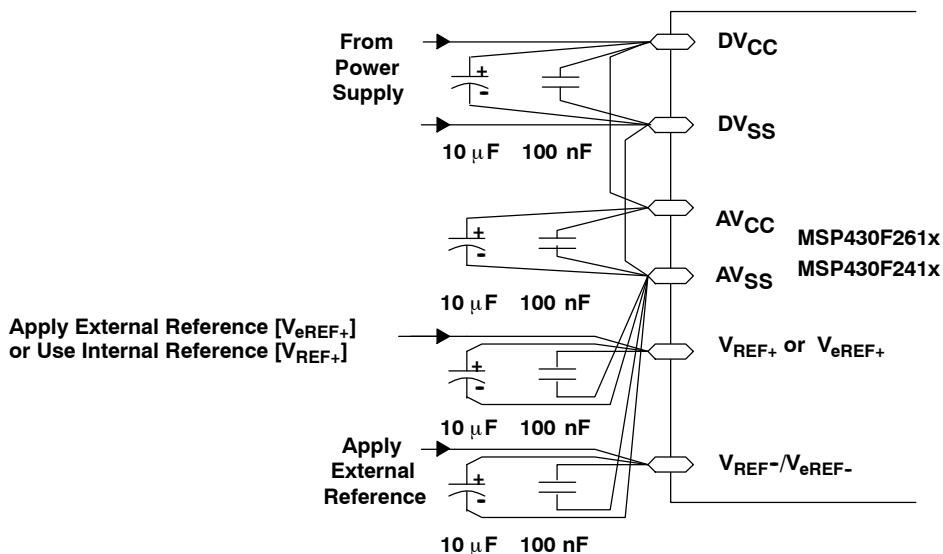 From
Power
Supply
DVCC
+
-
DVSS
10 μF 100 nF
AVCC
MSP430F261x
+
-
AVSS
MSP430F241x
10 μF 100 nF
Apply External Reference [VeREF+]
or Use Internal Reference [VREF+]
VREF+ or VeREF+
+
-
10 μF 100 nF
Apply
External
Reference
VREF-/VeREF-
+
-
10 μF 100 nF